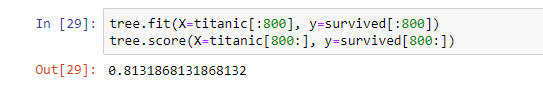 In [29]: tree.fit(X=titanic[:800], y=survived[:800])
tree.score(X=titanic[800:], y=survived[800:])
Out[29]: 0.8131868131868132